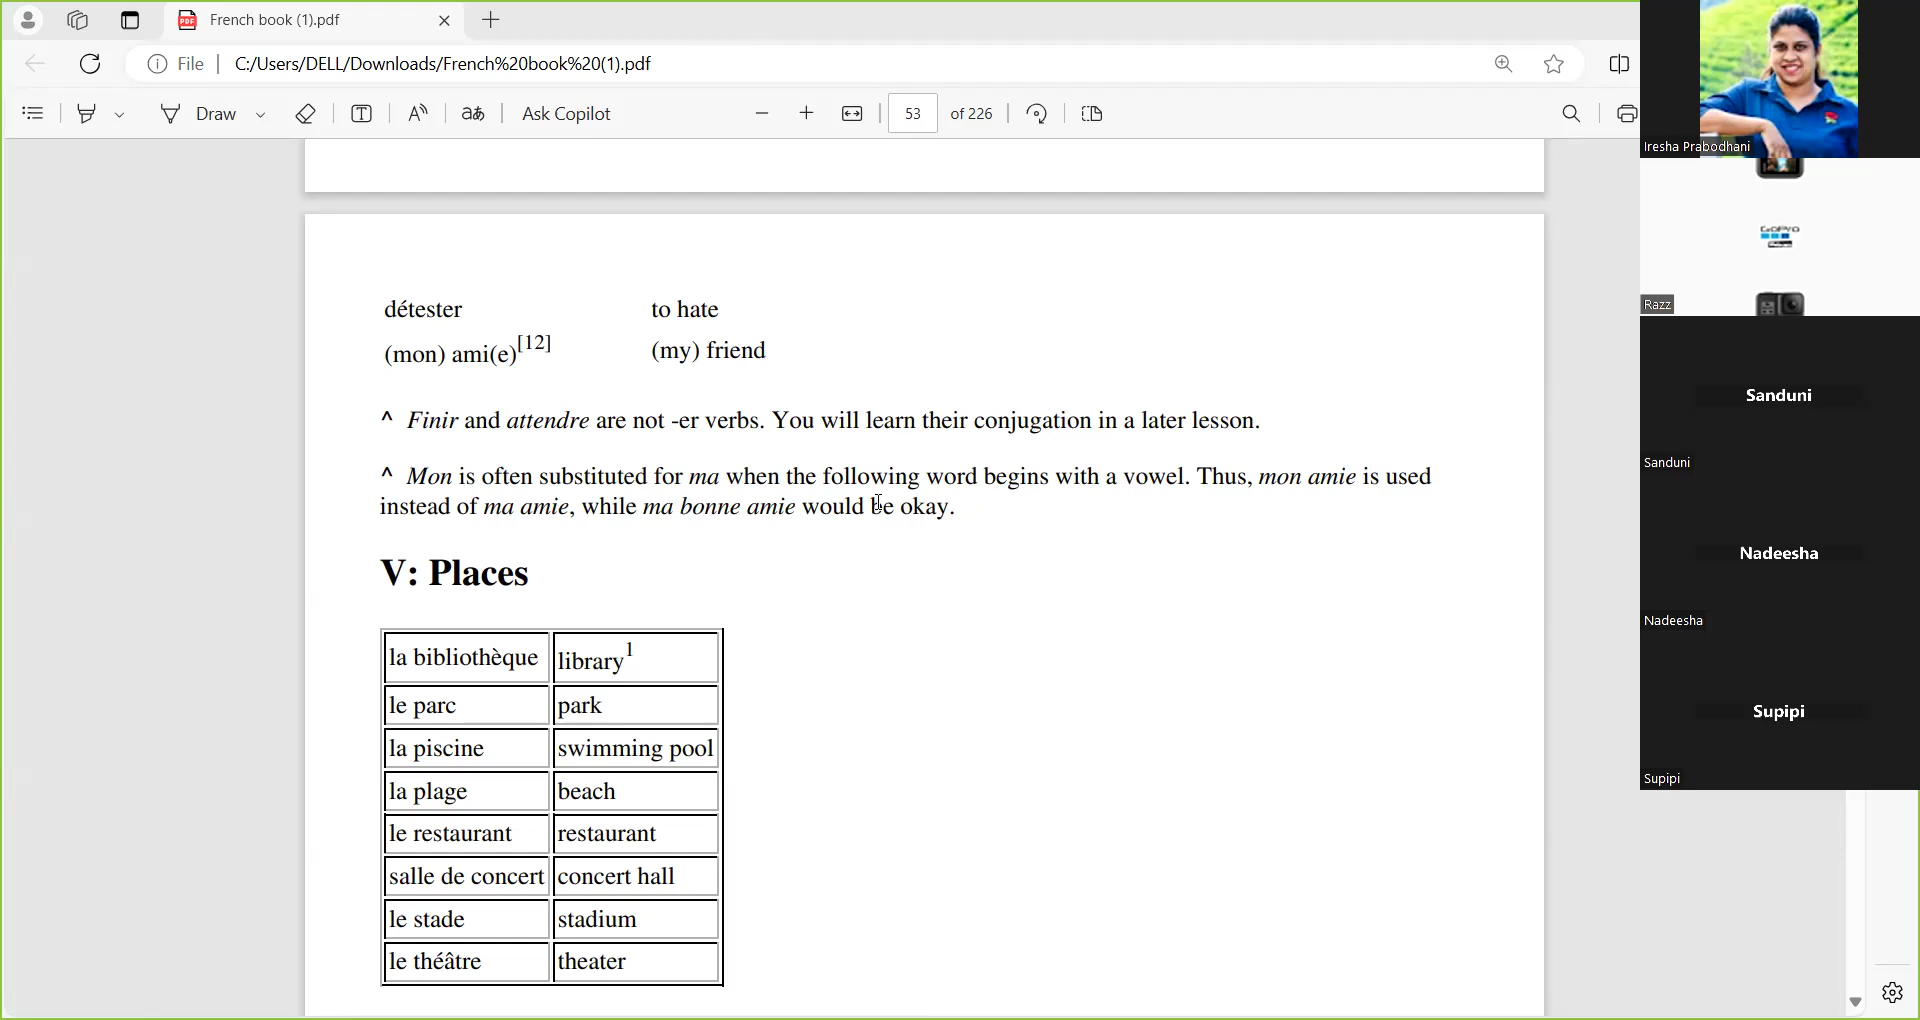 French book (1).pdf
File
C:/Users/DELL/Downloads/French%20book%20(1).pdf
Draw
Ask Copilot
53 of 226
détester to hate
(mon) ami(e)[12] (my) friend
^ Finir and attendre are not -er verbs. You will learn their conjugation in a later lesson.
^ Mon is often substituted for ma when the following word begins with a vowel. Thus, mon amie is used
instead of ma amie, while ma bonne amie would be okay.
V: Places
la bibliothèque library1
le parc park
la piscine swimming pool
la plage beach
le restaurant restaurant
salle de concert concert hall
le stade stadium
le théâtre theater
Iresha Prabodhani
GoPro
Razz
Sanduni
Sanduni
Nadeesha
Nadeesha
Supipi
Supipi